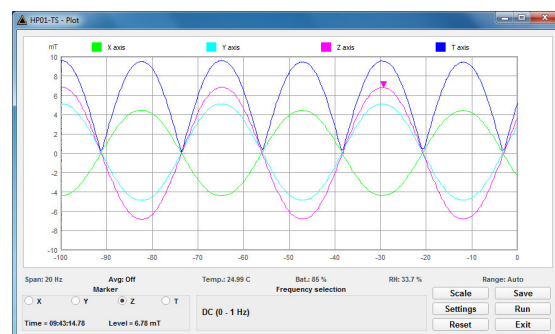 HP01-TS - Plot
mT
X axis
Y axis
Z axis
T axis
10
8
6
4
2
0
-2
-4
-6
-8
-10
-100 -90 -80 -70 -60 -50 -40 -30 -20 -10 0
Span: 20 Hz Avg: Off Temp.: 24.99 C Bat.: 85 % RH: 33.7 % Range: Auto
Marker
X Y Z T
Time = 09:43:14.78 Level = 6.78 mT
Frequency selection
DC (0 - 1 Hz)
Scale Save
Settings Run
Reset Exit